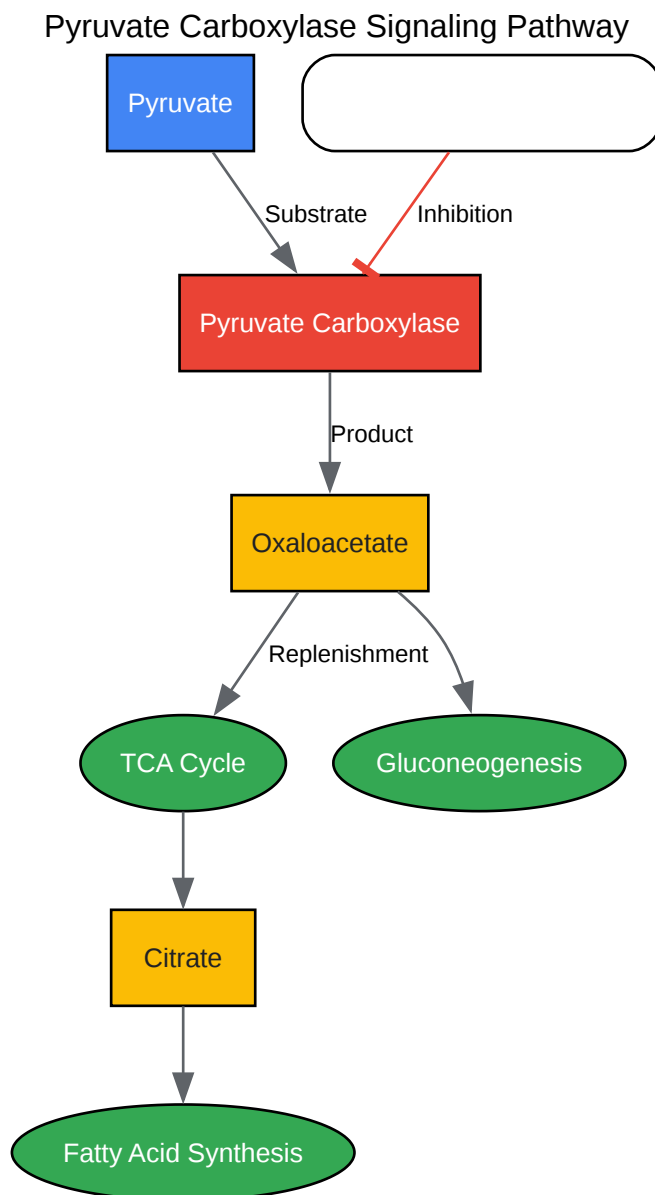 Pyruvate Carboxylase Signaling Pathway
Pyruvate
Substrate
Inhibition
Pyruvate Carboxylase
Product
Oxaloacetate
Replenishment
TCA Cycle
Gluconeogenesis
Citrate
Fatty Acid Synthesis